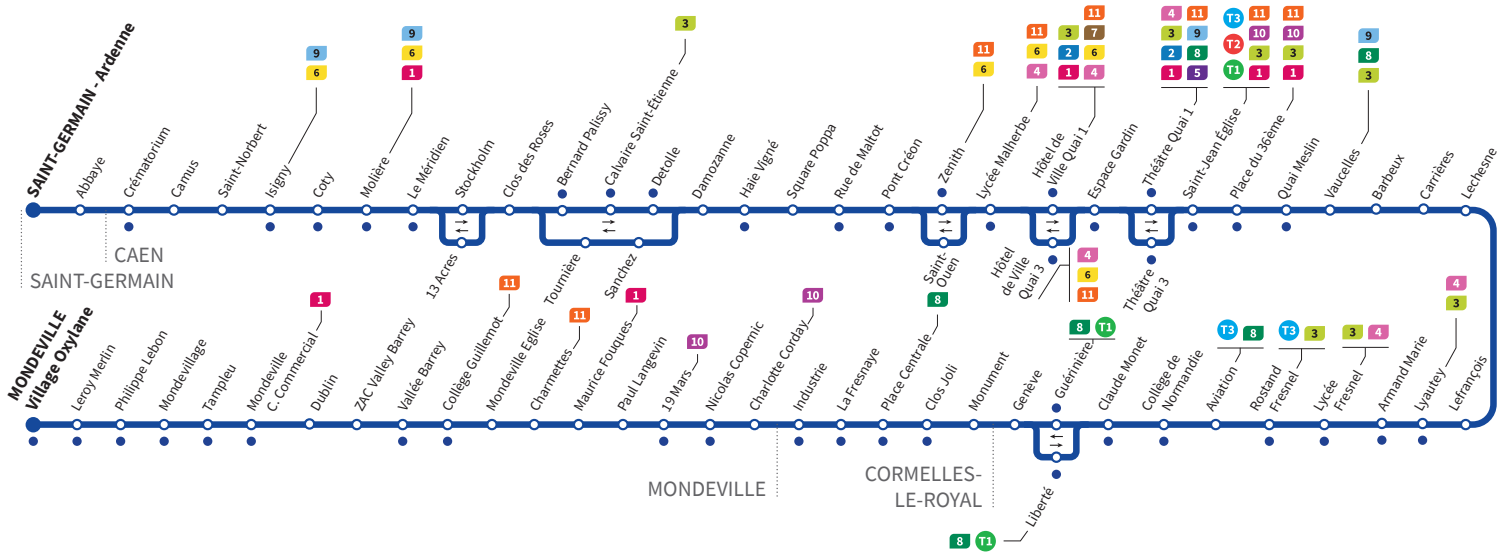 SAINT-GERMAIN - Ardenne
Abbaye
Crématorium
Camus
Saint-Norbert
Isigny
9
6
Coty
Molière
9
6
1
Le Méridien
Stockholm
13 Acres
Clos des Roses
Bernard Palissy
Calvaire Saint-Étienne
3
Detolle
Tournière
Sanchez
Damozanne
Haie Vigné
Square Poppa
Rue de Maltot
Pont Créon
Zenith
11
6
Saint-
Ouen
Lycée Malherbe
11
6
4
Hôtel de
Ville Quai 1
3
2
1
11
7
6
4
Hôtel
de Ville
Quai 3
4
6
11
Espace Gardin
Théâtre Quai 1
4 11
3 9
2 8
1 5
Théâtre
Quai 3
Saint-Jean Église
T3 11
T2 10
3
T1 1
Place du 36ème
11
10
3
1
Quai Meslin
Vaucelles
9
8
3
Barbeux
Carrières
Lechesne
CAEN
SAINT-GERMAIN
MONDEVILLE
Village Oxylane
Leroy Merlin
Philippe Lebon
Mondevillage
Tampleu
Mondeville
C. Commercial
1
Dublin
ZAC Valley Barrey
Vallée Barrey
Collège Guillemot
11
Mondeville Eglise
Charmettes
11
Maurice Fouques
1
Paul Langevin
19 Mars
10
Nicolas Copernic
Charlotte Corday
10
Industrie
La Fresnaye
Place Centrale
8
Clos Joli
Monument
Genève
Guérinière
8 T1
Liberté
8 T1
Claude Monet
Collège de
Normandie
Aviation
T3 8
Rostand
Fresnel
T3 3
Lycée
Fresnel
3 4
Armand Marie
Lyautey
4
3
Lefrançois
MONDEVILLE
CORMELLES-
LE-ROYAL